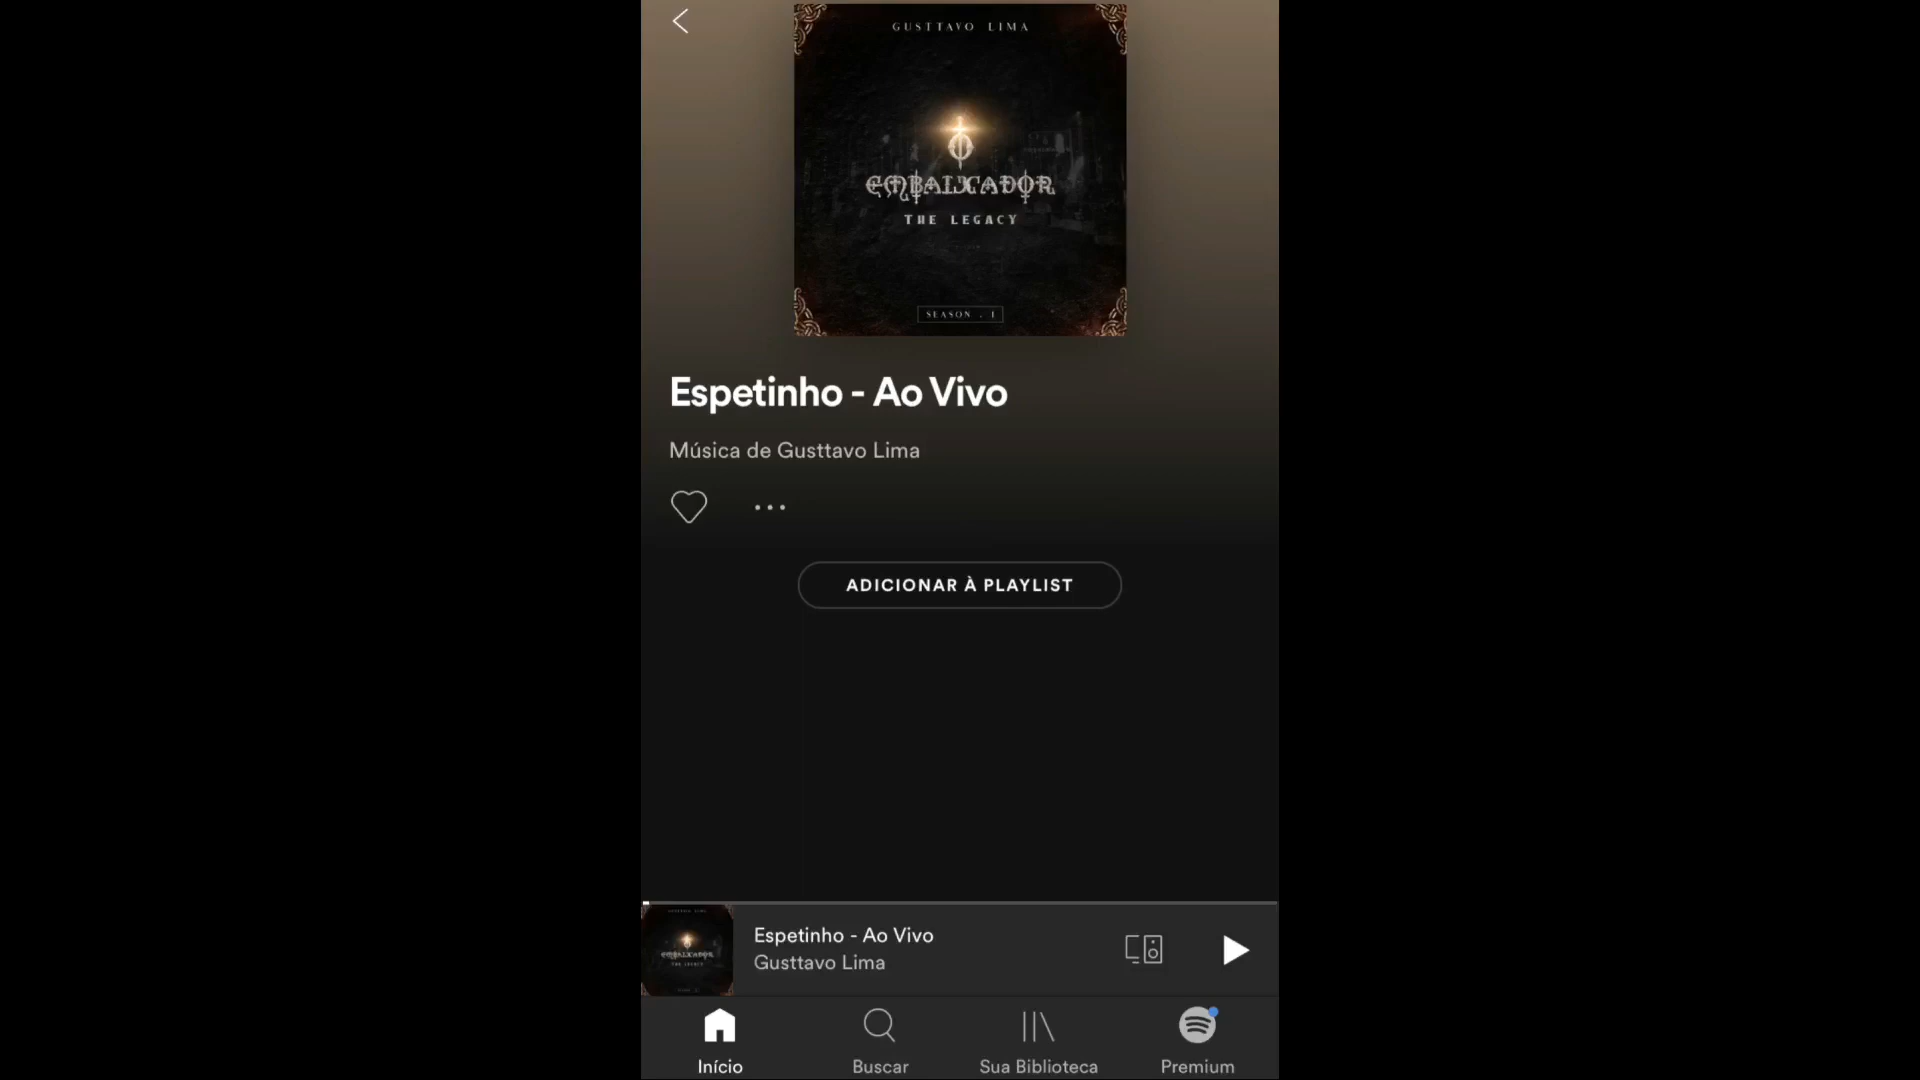 GUSTTAVO LIMA
O
EMBAIXADOR
THE LEGACY
SEASON . 1
Espetinho - Ao Vivo
Música de Gusttavo Lima
ADICIONAR À PLAYLIST
Espetinho - Ao Vivo
Gusttavo Lima
Início
Buscar
Sua Biblioteca
Premium